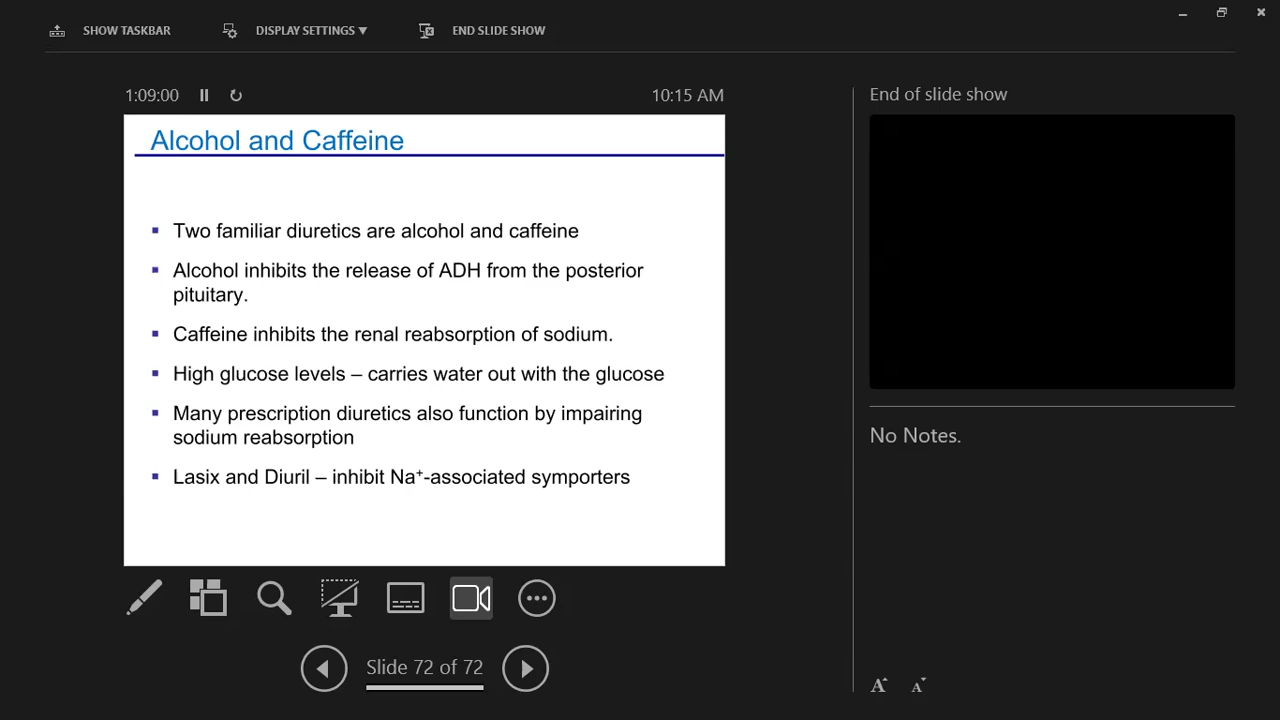 SHOW TASKBAR
DISPLAY SETTINGS ▾
END SLIDE SHOW
1:09:00
10:15 AM
End of slide show
Alcohol and Caffeine
▪ Two familiar diuretics are alcohol and caffeine
▪ Alcohol inhibits the release of ADH from the posterior
pituitary.
▪ Caffeine inhibits the renal reabsorption of sodium.
▪ High glucose levels – carries water out with the glucose
▪ Many prescription diuretics also function by impairing
sodium reabsorption
▪ Lasix and Diuril – inhibit Na⁺-associated symporters
No Notes.
Slide 72 of 72
A A